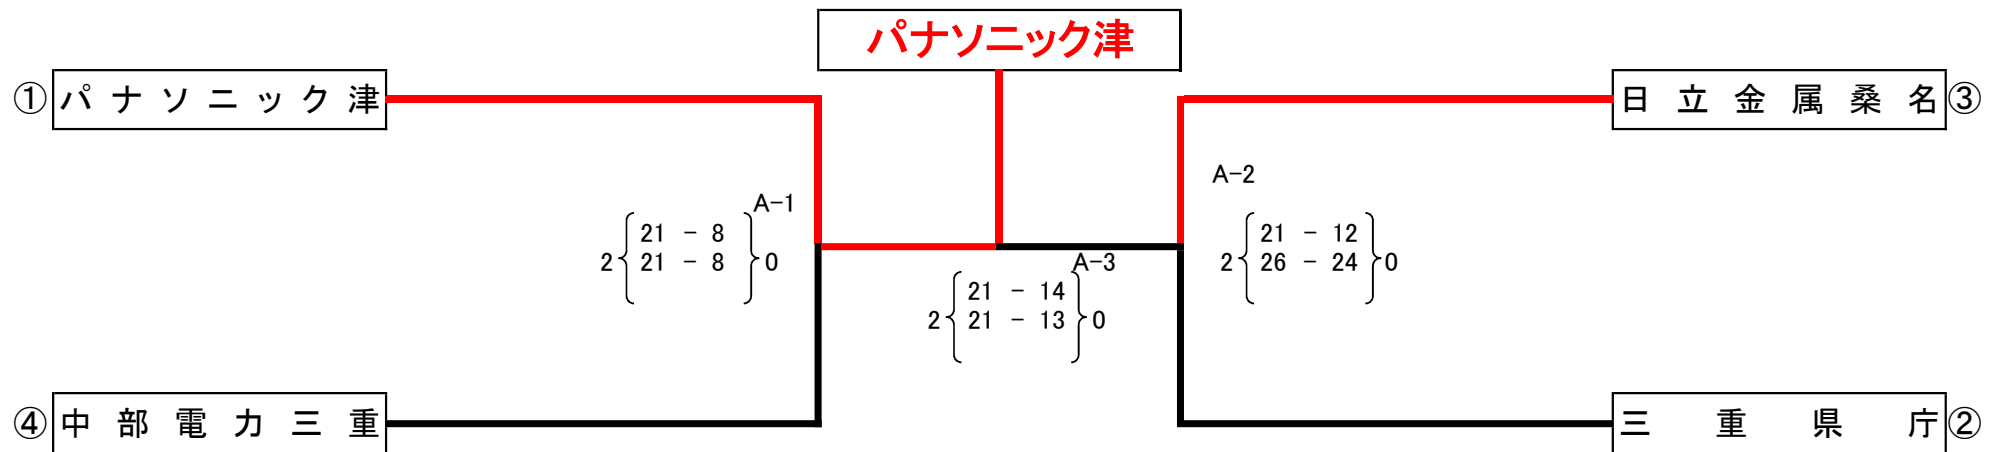 パナソニック津
① パナソニック津
日立金属桑名 ③
A-2
A-1
2 { 21 - 8 } 0
21 - 8
2 { 21 - 12 } 0
26 - 24
A-3
2 { 21 - 14 } 0
21 - 13
④ 中部電力三重
三重県庁 ②